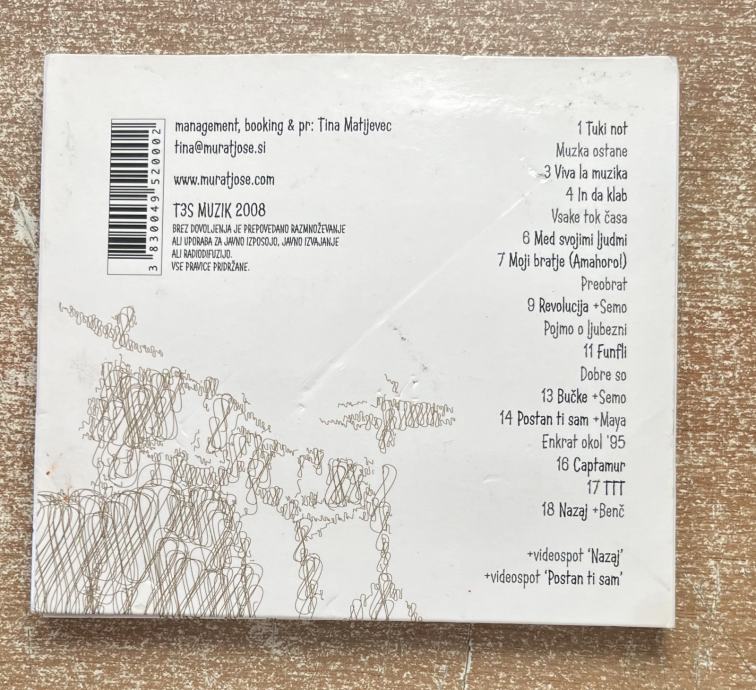 3 830049 520002
management, booking & pr: Tina Matijevec
tina@muratjose.si
www.muratjose.com
T3S MUZIK 2008
BREZ DOVOLJENJA JE PREPOVEDANO RAZMNOŽEVANJE
ALI UPORABA ZA JAVNO IZPOSOJO, JAVNO IZVAJANJE
ALI RADIODIFUZIJO.
VSE PRAVICE PRIDRŽANE.
1 Tuki not
Muzka ostane
3 Viva la muzika
4 In da klab
Vsake tok časa
6 Med svojimi ljudmi
7 Moji bratje (Amahoro!)
Preobrat
9 Revolucija +Semo
Pojmo o ljubezni
11 Funfli
Dobre so
13 Bučke +Semo
14 Postan ti sam +Maya
Enkrat okol '95
16 Captamur
17 TTT
18 Nazaj +Benč
+videospot 'Nazaj'
+videospot 'Postan ti sam'